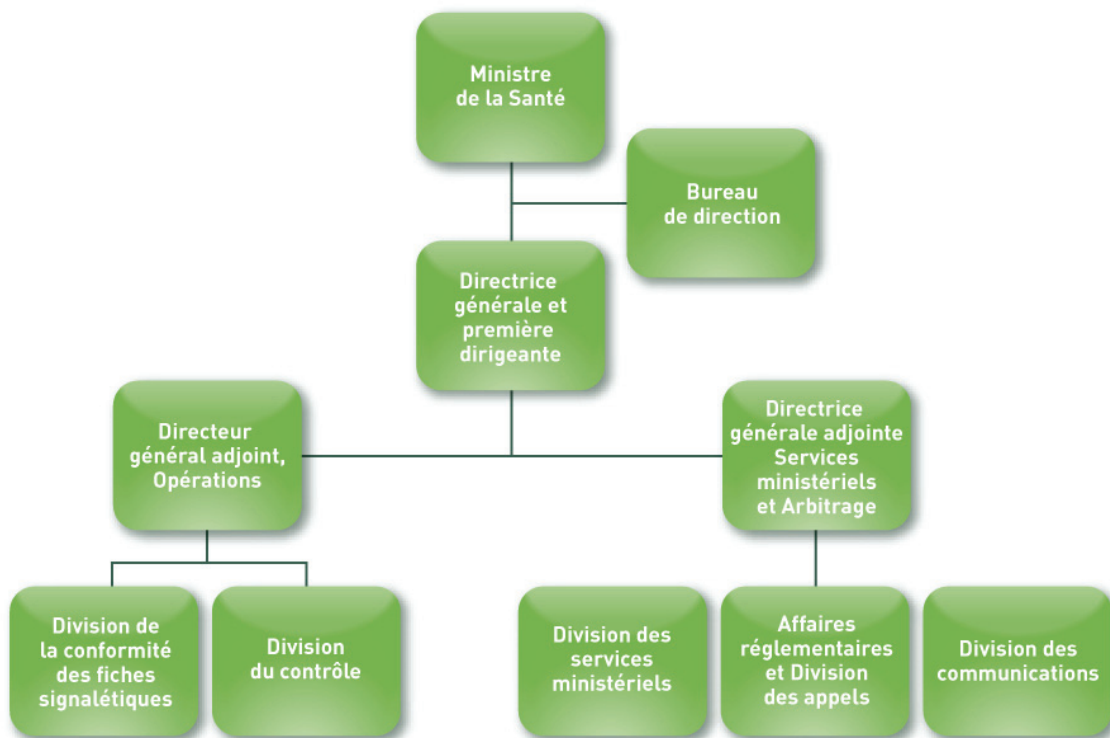 Ministre
de la Santé
Bureau
de direction
Directrice
générale et
première
dirigeante
Directeur
général adjoint,
Opérations
Directrice
générale adjointe
Services
ministériels
et Arbitrage
Division de
la conformité
des fiches
signalétiques
Division
du contrôle
Division des
services
ministériels
Affaires
réglementaires
et Division
des appels
Division des
communications